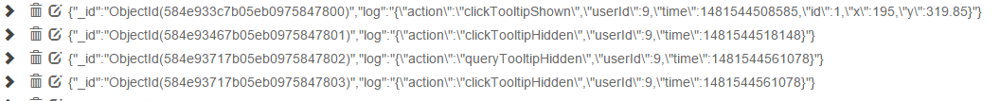 {"_id":"ObjectId(584e933c7b05eb0975847800)","log":"{\"action\":\"clickTooltipShown\",\"userId\":9,\"time\":1481544508585,\"id\":1,\"x\":195,\"y\":319.85}"}
{"_id":"ObjectId(584e93467b05eb0975847801)","log":"{\"action\":\"clickTooltipHidden\",\"userId\":9,\"time\":1481544518148}"}
{"_id":"ObjectId(584e93717b05eb0975847802)","log":"{\"action\":\"queryTooltipHidden\",\"userId\":9,\"time\":1481544561078}"}
{"_id":"ObjectId(584e93717b05eb0975847803)","log":"{\"action\":\"clickTooltipHidden\",\"userId\":9,\"time\":1481544561078}"}